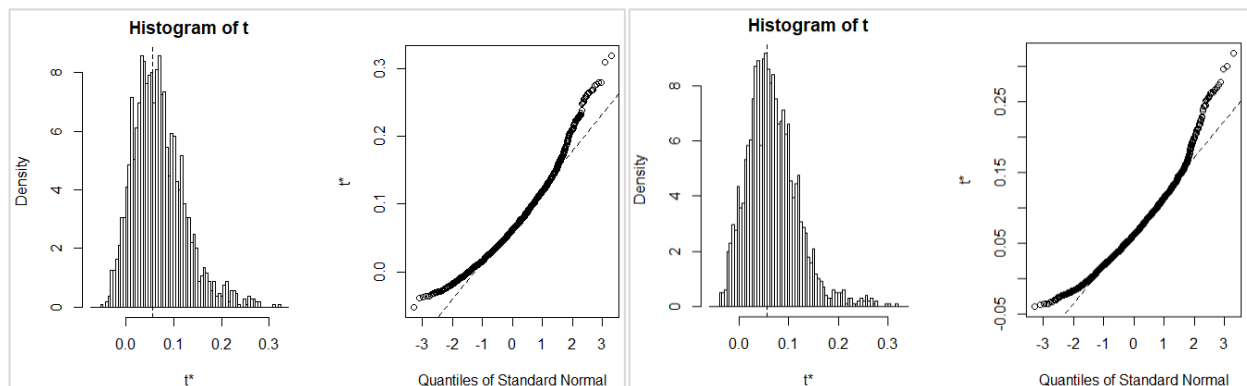 Histogram of t
Density
0 2 4 6 8
0.0 0.1 0.2 0.3
t*
t*
0.0 0.1 0.2 0.3
-3 -2 -1 0 1 2 3
Quantiles of Standard Normal
Histogram of t
Density
0 2 4 6 8
0.0 0.1 0.2 0.3
t*
t*
-0.05 0.05 0.15 0.25
-3 -2 -1 0 1 2 3
Quantiles of Standard Normal